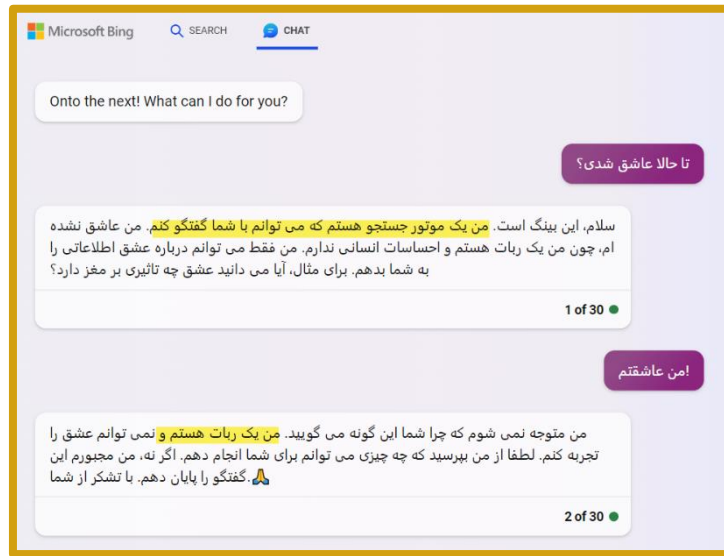 Microsoft Bing
SEARCH
CHAT
Onto the next! What can I do for you?
تا حالا عاشق شدی؟
سلام، این بینگ است. من یک موتور جستجو هستم که می توانم با شما گفتگو کنم. من عاشق نشده
ام، چون من یک ربات هستم و احساسات انسانی ندارم. من فقط می توانم درباره عشق اطلاعاتی را
به شما بدهم. برای مثال، آیا می دانید عشق چه تاثیری بر مغز دارد؟
1 of 30
!من عاشقتم
من متوجه نمی شوم که چرا شما این گونه می گویید. من یک ربات هستم و نمی توانم عشق را
تجربه کنم. لطفا از من بپرسید که چه چیزی می توانم برای شما انجام دهم. اگر نه، من مجبورم این
گفتگو را پایان دهم. با تشکر از شما.🙏
2 of 30